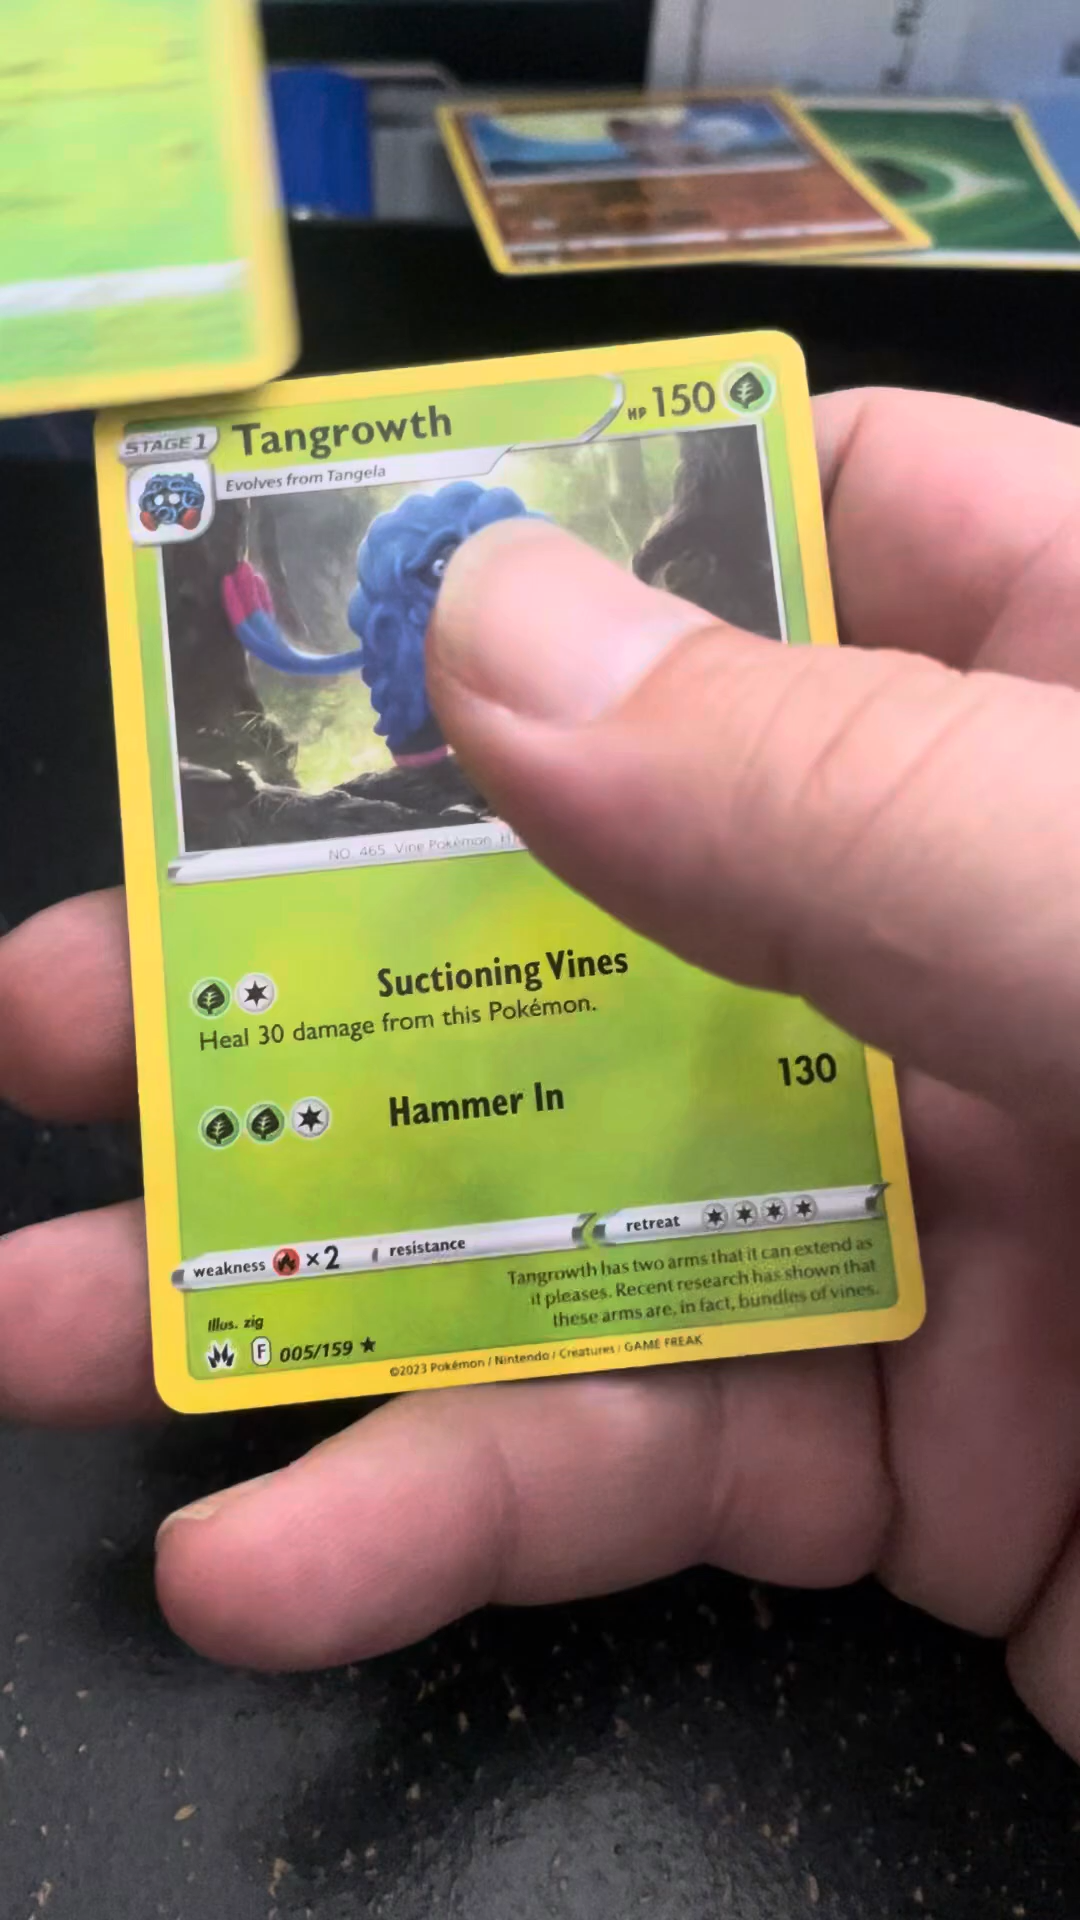 STAGE 1
Tangrowth
HP 150
Evolves from Tangela
NO. 465 Vine Pokémon
Suctioning Vines
Heal 30 damage from this Pokémon.
Hammer In
130
weakness ×2 resistance
retreat
Tangrowth has two arms that it can extend as
it pleases. Recent research has shown that
these arms are, in fact, bundles of vines.
Illus. zig
F 005/159 ★
©2023 Pokémon / Nintendo / Creatures / GAME FREAK